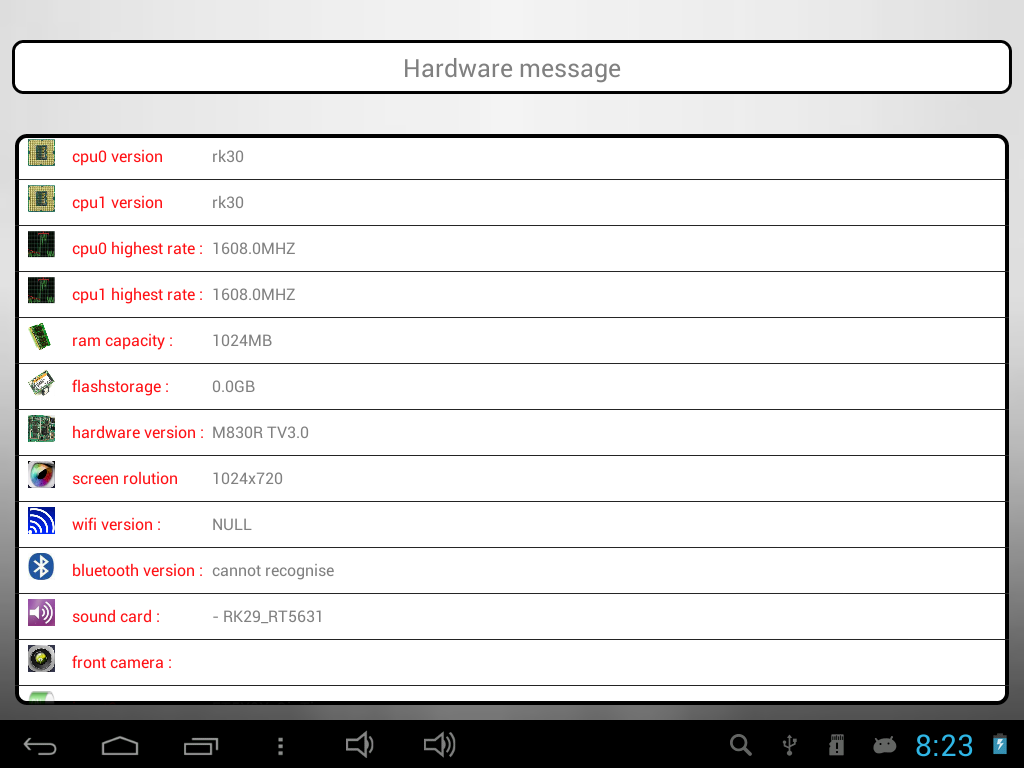 Hardware message
cpu0 version rk30
cpu1 version rk30
cpu0 highest rate : 1608.0MHZ
cpu1 highest rate : 1608.0MHZ
ram capacity : 1024MB
flashstorage : 0.0GB
hardware version : M830R TV3.0
screen rolution 1024x720
wifi version : NULL
bluetooth version : cannot recognise
sound card : - RK29_RT5631
front camera :
8:23